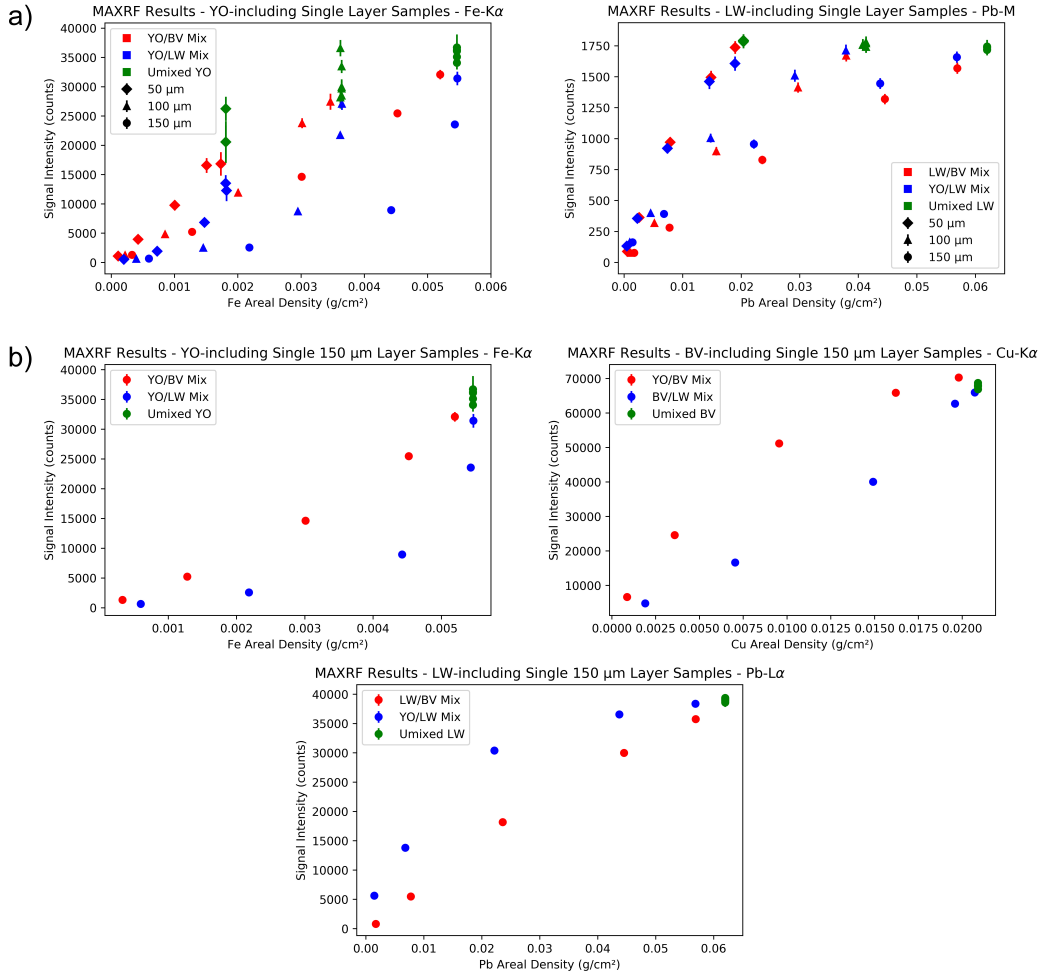 a)
MAXRF Results - YO-including Single Layer Samples - Fe-Kα
Signal Intensity (counts)
40000
35000
30000
25000
20000
15000
10000
5000
0
YO/BV Mix
YO/LW Mix
Umixed YO
50 μm
100 μm
150 μm
0.000 0.001 0.002 0.003 0.004 0.005 0.006
Fe Areal Density (g/cm²)
MAXRF Results - LW-including Single Layer Samples - Pb-M
Signal Intensity (counts)
1750
1500
1250
1000
750
500
250
0
LW/BV Mix
YO/LW Mix
Umixed LW
50 μm
100 μm
150 μm
0.00 0.01 0.02 0.03 0.04 0.05 0.06
Pb Areal Density (g/cm²)
b)
MAXRF Results - YO-including Single 150 μm Layer Samples - Fe-Kα
Signal Intensity (counts)
40000
35000
30000
25000
20000
15000
10000
5000
0
YO/BV Mix
YO/LW Mix
Umixed YO
0.001 0.002 0.003 0.004 0.005
Fe Areal Density (g/cm²)
MAXRF Results - BV-including Single 150 μm Layer Samples - Cu-Kα
Signal Intensity (counts)
70000
60000
50000
40000
30000
20000
10000
YO/BV Mix
BV/LW Mix
Umixed BV
0.0000 0.0025 0.0050 0.0075 0.0100 0.0125 0.0150 0.0175 0.0200
Cu Areal Density (g/cm²)
MAXRF Results - LW-including Single 150 μm Layer Samples - Pb-Lα
Signal Intensity (counts)
40000
35000
30000
25000
20000
15000
10000
5000
0
LW/BV Mix
YO/LW Mix
Umixed LW
0.00 0.01 0.02 0.03 0.04 0.05 0.06
Pb Areal Density (g/cm²)